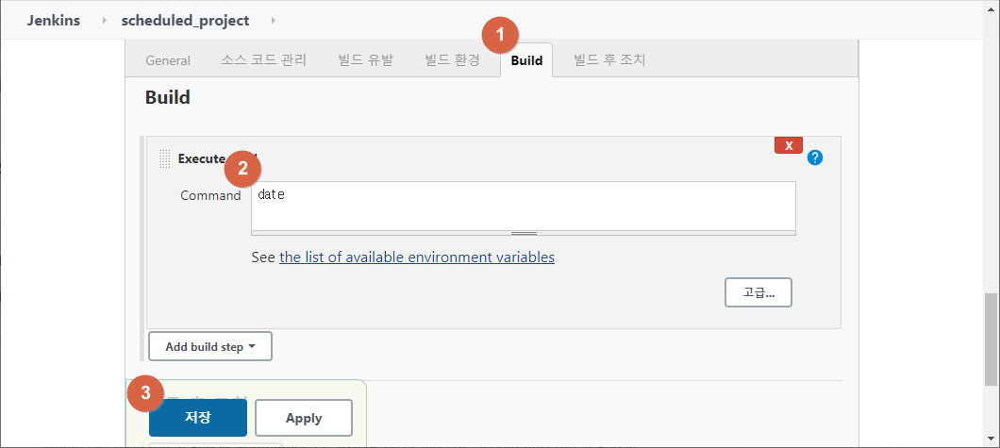 Jenkins scheduled_project
1
General 소스 코드 관리 빌드 유발 빌드 환경 Build 빌드 후 조치
Build
X
Execute
2
?
Command date
See the list of available environment variables
고급...
Add build step
3
저장 Apply